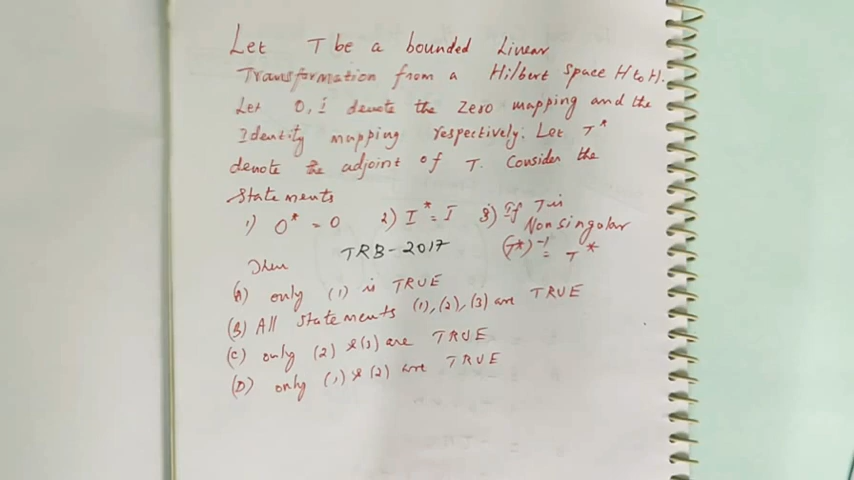 Let T be a bounded Linear
Transformation from a Hilbert Space H to H.
Let 0, I denote the Zero mapping and the
Identity mapping respectively. Let T*
denote the adjoint of T. Consider the
Statements
1) 0* = 0 2) I* = I 3) If T is
Nonsingular
(T*)⁻¹ = T*
TRB-2017
Then
(A) only (1) is TRUE
(B) All Statements (1), (2), (3) are TRUE
(C) only (2) & (3) are TRUE
(D) only (1) & (2) are TRUE